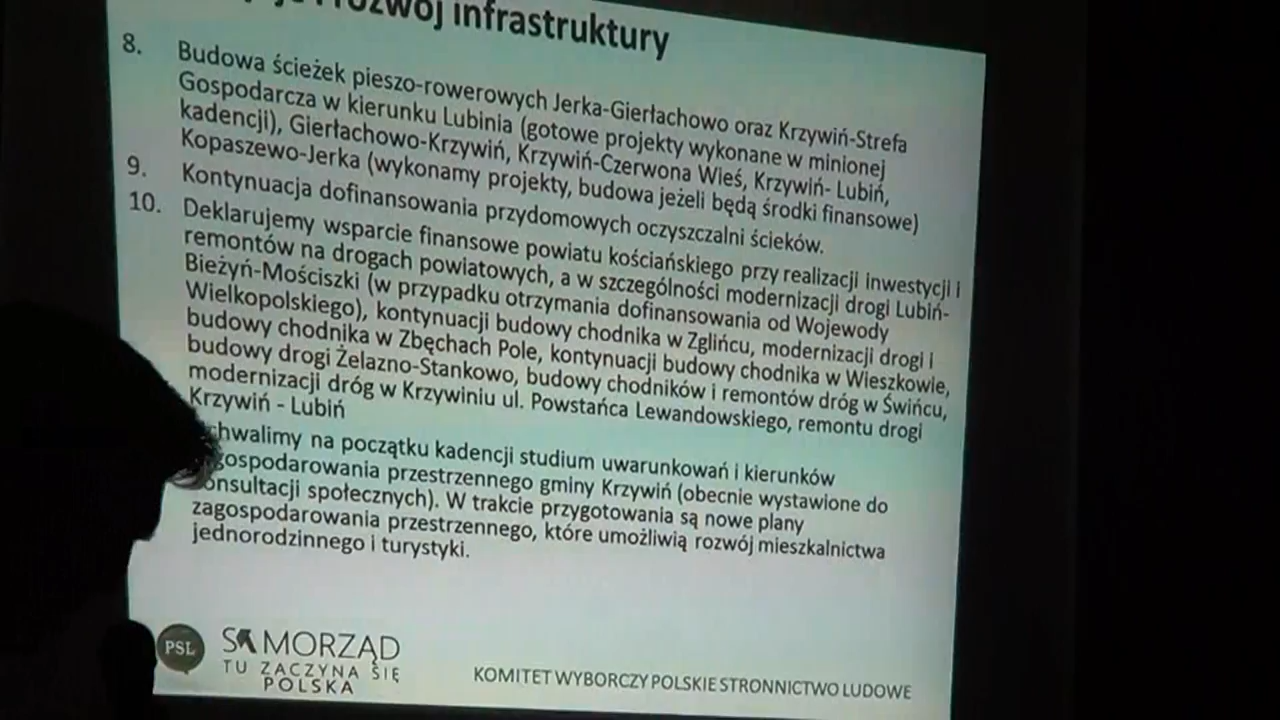 rozwój infrastruktury
8. Budowa ścieżek pieszo-rowerowych Jerka-Gierłachowo oraz Krzywiń-Strefa
Gospodarcza w kierunku Lubinia (gotowe projekty wykonane w minionej
kadencji), Gierłachowo-Krzywiń, Krzywiń-Czerwona Wieś, Krzywiń- Lubiń,
Kopaszewo-Jerka (wykonamy projekty, budowa jeżeli będą środki finansowe)
9. Kontynuacja dofinansowania przydomowych oczyszczalni ścieków.
10. Deklarujemy wsparcie finansowe powiatu kościańskiego przy realizacji inwestycji i
remontów na drogach powiatowych, a w szczególności modernizacji drogi Lubiń-
Bieżyń-Mościszki (w przypadku otrzymania dofinansowania od Wojewody
Wielkopolskiego), kontynuacji budowy chodnika w Zglińcu, modernizacji drogi i
budowy chodnika w Zbęchach Pole, kontynuacji budowy chodnika w Wieszkowie,
budowy drogi Żelazno-Stankowo, budowy chodników i remontów dróg w Świńcu,
modernizacji dróg w Krzywiniu ul. Powstańca Lewandowskiego, remontu drogi
Krzywiń - Lubiń
chwalimy na początku kadencji studium uwarunkowań i kierunków
gospodarowania przestrzennego gminy Krzywiń (obecnie wystawione do
onsultacji społecznych). W trakcie przygotowania są nowe plany
zagospodarowania przestrzennego, które umożliwią rozwój mieszkalnictwa
jednorodzinnego i turystyki.
PSL
SAMORZĄD
TU ZACZYNA SIĘ
POLSKA
KOMITET WYBORCZY POLSKIE STRONNICTWO LUDOWE